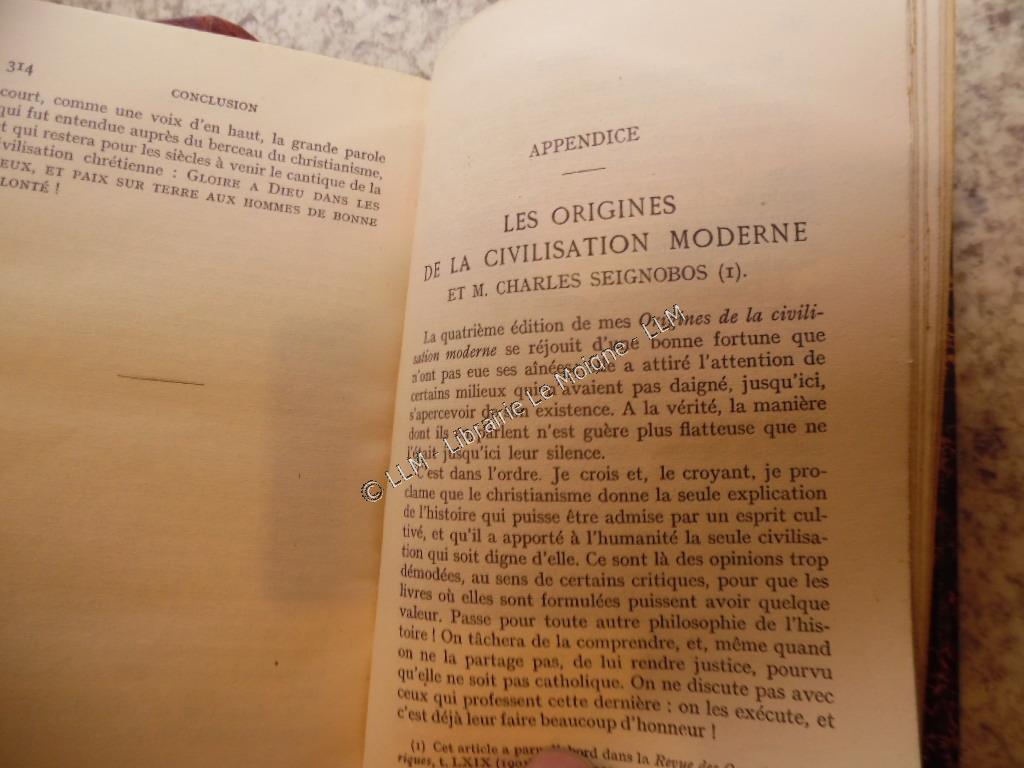 314
CONCLUSION
court, comme une voix d'en haut, la grande parole
qui fut entendue auprès du berceau du christianisme,
t qui restera pour les siècles à venir le cantique de la
ivilisation chrétienne : GLOIRE A DIEU DANS LES
EUX, ET PAIX SUR TERRE AUX HOMMES DE BONNE
LONTÉ !
APPENDICE
LES ORIGINES
DE LA CIVILISATION MODERNE
ET M. CHARLES SEIGNOBOS (1).
La quatrième édition de mes Origines de la civili-
sation moderne se réjouit d'une bonne fortune que
n'ont pas eue ses aînées a attiré l'attention de
certains milieux qui avaient pas daigné, jusqu'ici,
s'apercevoir de existence. A la vérité, la manière
dont ils parlent n'est guère plus flatteuse que ne
l'était jusqu'ici leur silence.
C'est dans l'ordre. Je crois et, le croyant, je pro-
clame que le christianisme donne la seule explication
de l'histoire qui puisse être admise par un esprit cul-
tivé, et qu'il a apporté à l'humanité la seule civilisa-
tion qui soit digne d'elle. Ce sont là des opinions trop
démodées, au sens de certains critiques, pour que les
livres où elles sont formulées puissent avoir quelque
valeur. Passe pour toute autre philosophie de l'his-
toire ! On tâchera de la comprendre, et, même quand
on ne la partage pas, de lui rendre justice, pourvu
qu'elle ne soit pas catholique. On ne discute pas avec
ceux qui professent cette dernière : on les exécute, et
c'est déjà leur faire beaucoup d'honneur !
(1) Cet article a paru d'abord dans la Revue des
riques, t. LXIX
© LLM - Librairie Le Moigne - LLM